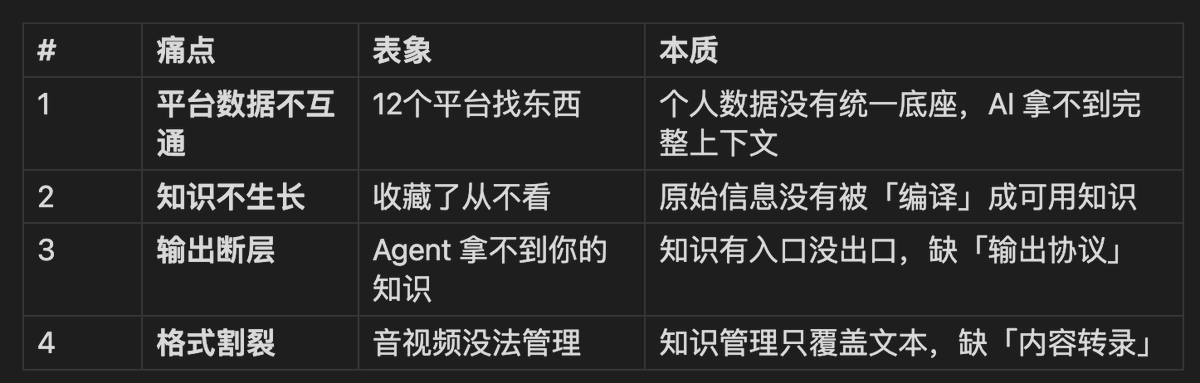 # 痛点 表象 本质
1 平台数据不互通 12个平台找东西 个人数据没有统一底座，AI 拿不到完整上下文
2 知识不生长 收藏了从不看 原始信息没有被「编译」成可用知识
3 输出断层 Agent 拿不到你的知识 知识有入口没出口，缺「输出协议」
4 格式割裂 音视频没法管理 知识管理只覆盖文本，缺「内容转录」